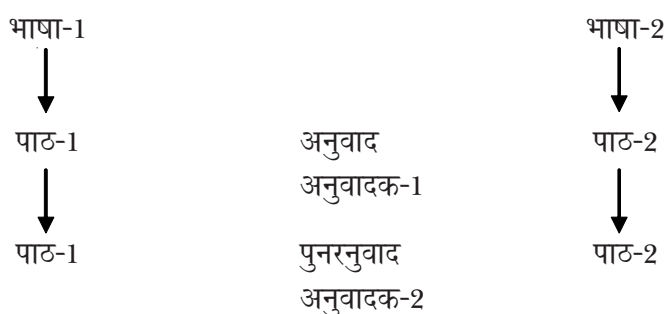 भाषा-1 भाषा-2
पाठ-1 अनुवाद पाठ-2
अनुवादक-1
पाठ-1 पुनरनुवाद पाठ-2
अनुवादक-2